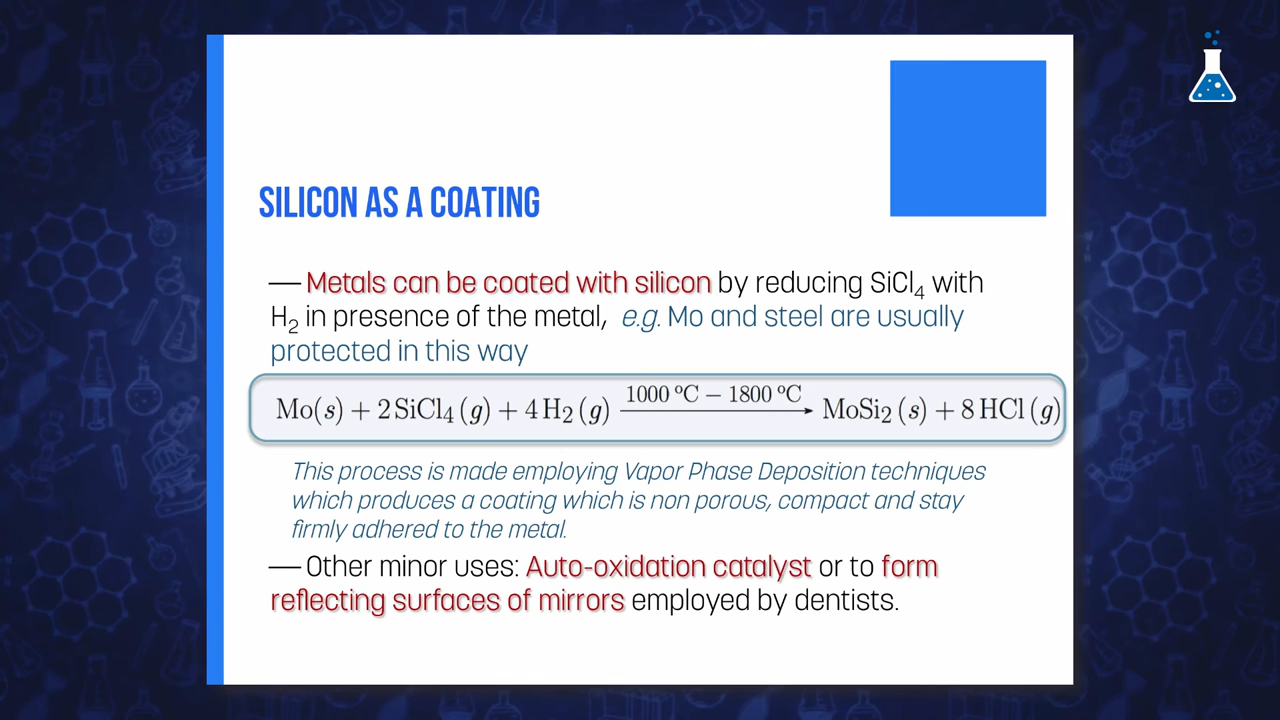 SILICON AS A COATING
— Metals can be coated with silicon by reducing SiCl₄ with
H₂ in presence of the metal, e.g. Mo and steel are usually
protected in this way
1000 ºC – 1800 ºC
Mo(s) + 2 SiCl₄ (g) + 4 H₂ (g) ⟶ MoSi₂ (s) + 8 HCl (g)
This process is made employing Vapor Phase Deposition techniques
which produces a coating which is non porous, compact and stay
firmly adhered to the metal.
— Other minor uses: Auto-oxidation catalyst or to form
reflecting surfaces of mirrors employed by dentists.